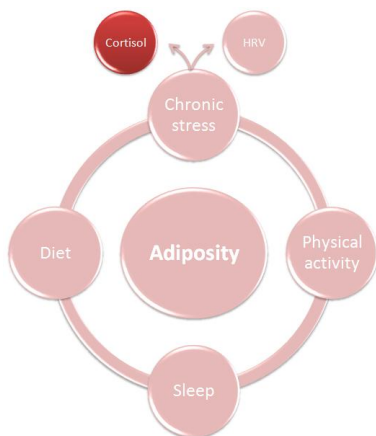 Cortisol
HRV
Chronic
stress
Diet
Adiposity
Physical
activity
Sleep